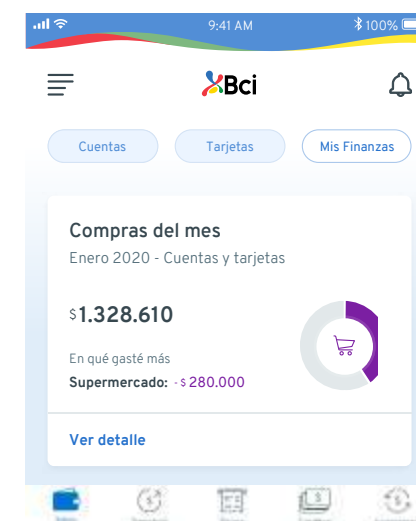 9:41 AM 100%
Bci
Cuentas Tarjetas Mis Finanzas
Compras del mes
Enero 2020 - Cuentas y tarjetas
$1.328.610
En qué gasté más
Supermercado: -$280.000
Ver detalle